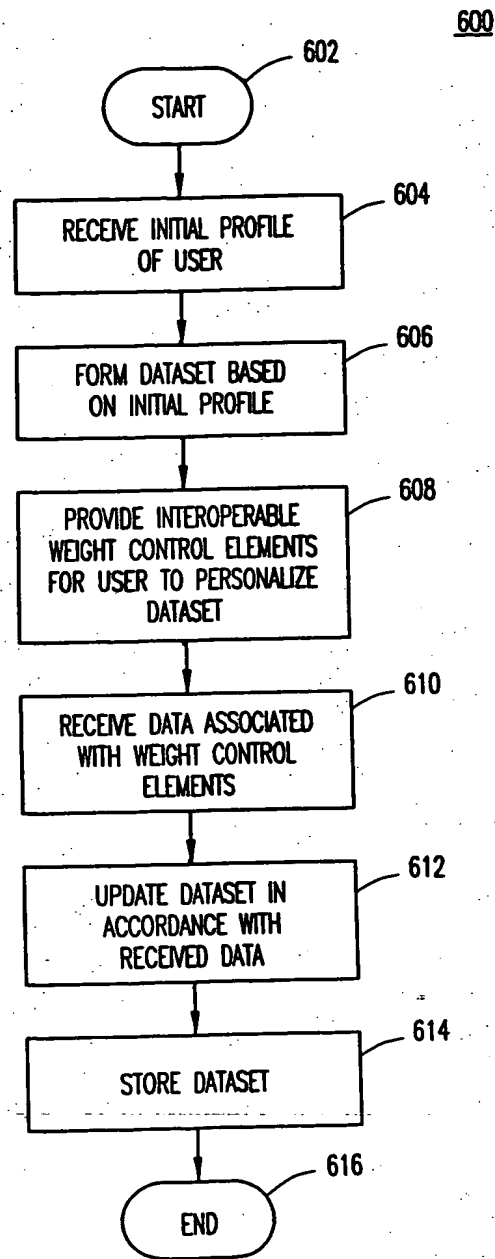 600
602
START
604
RECEIVE INITIAL PROFILE
OF USER
606
FORM DATASET BASED
ON INITIAL PROFILE
608
PROVIDE INTEROPERABLE
WEIGHT CONTROL ELEMENTS
FOR USER TO PERSONALIZE
DATASET
610
RECEIVE DATA ASSOCIATED
WITH WEIGHT CONTROL
ELEMENTS
612
UPDATE DATASET IN
ACCORDANCE WITH
RECEIVED DATA
614
STORE DATASET
616
END